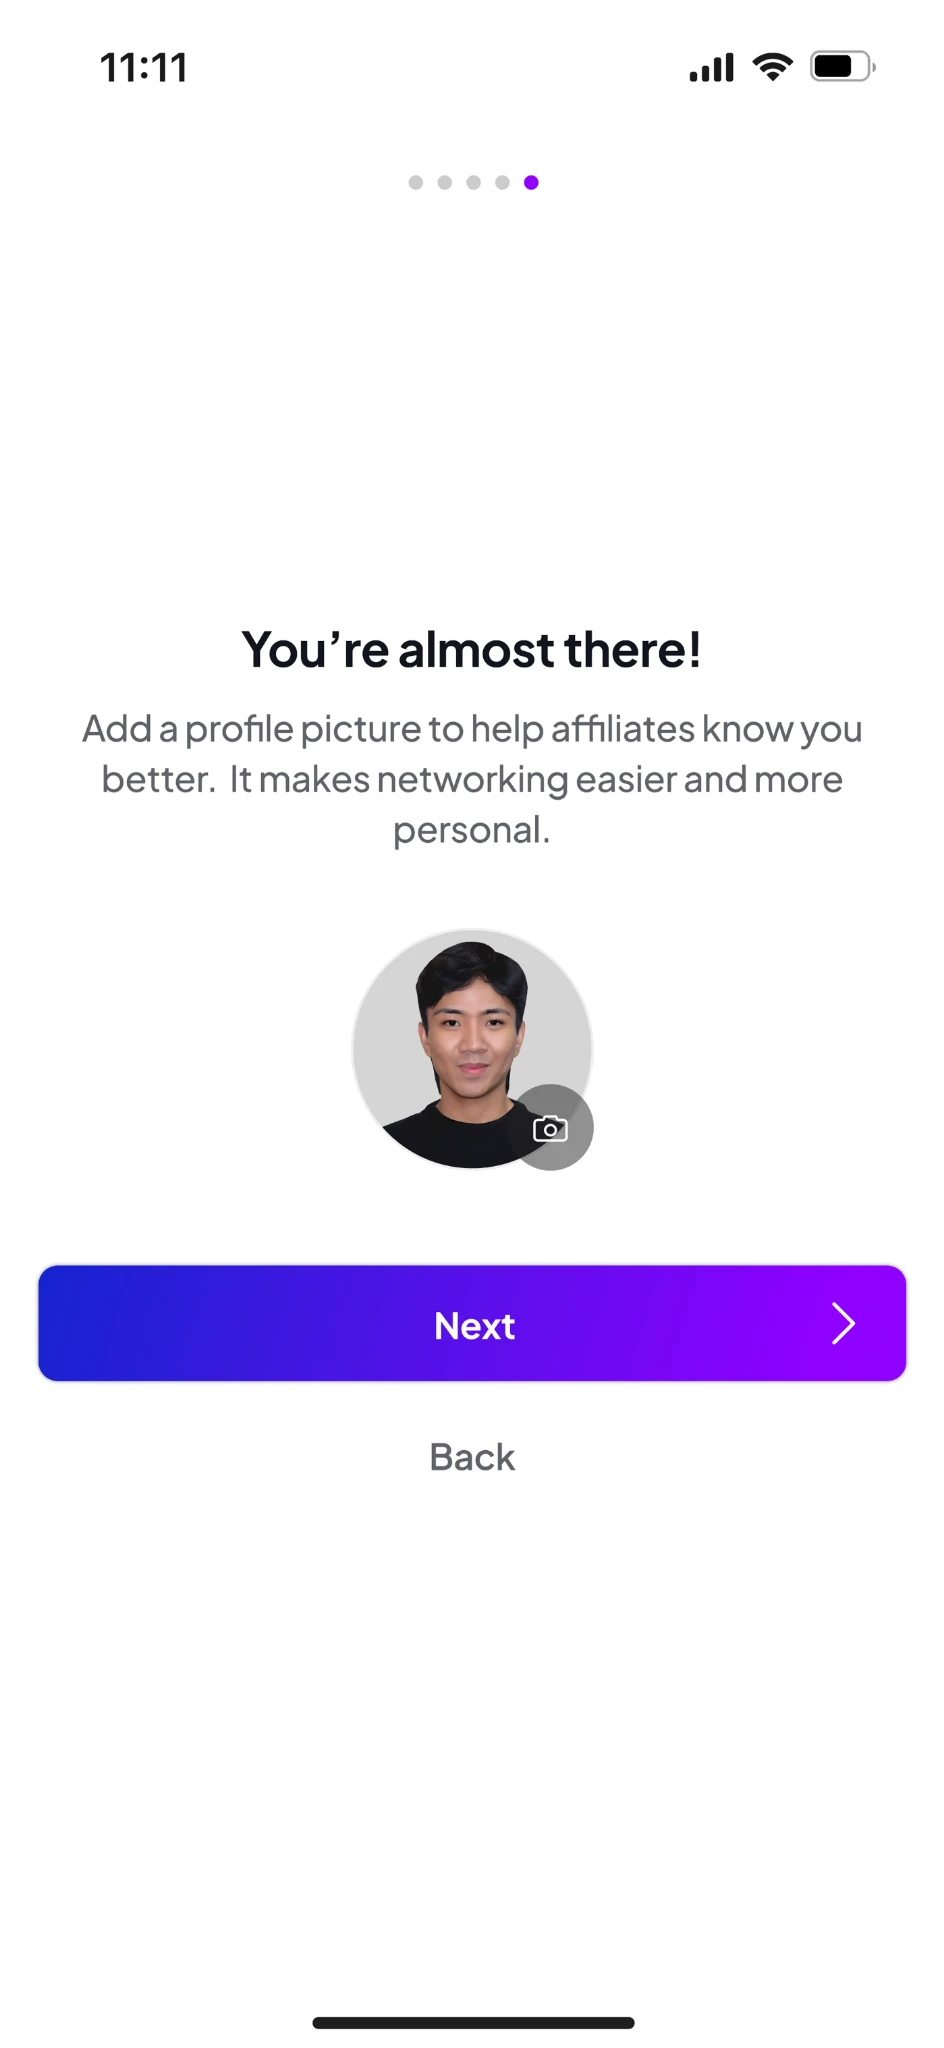 11:11
You’re almost there!
Add a profile picture to help affiliates know you
better.  It makes networking easier and more
personal.
Next
Back